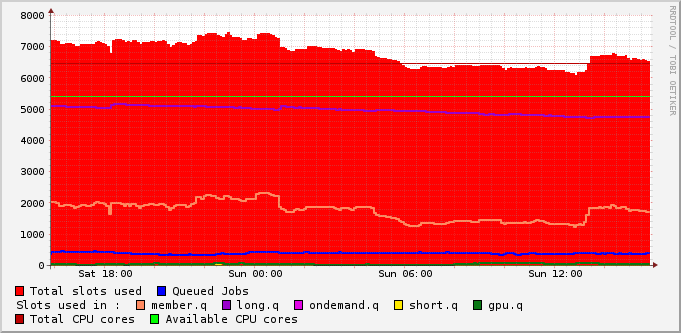 8000
7000
6000
5000
4000
3000
2000
1000
0
Sat 18:00 Sun 00:00 Sun 06:00 Sun 12:00
Total slots used Queued Jobs
Slots used in : member.q long.q ondemand.q short.q gpu.q
Total CPU cores Available CPU cores
RRDTOOL / TOBI OETIKER